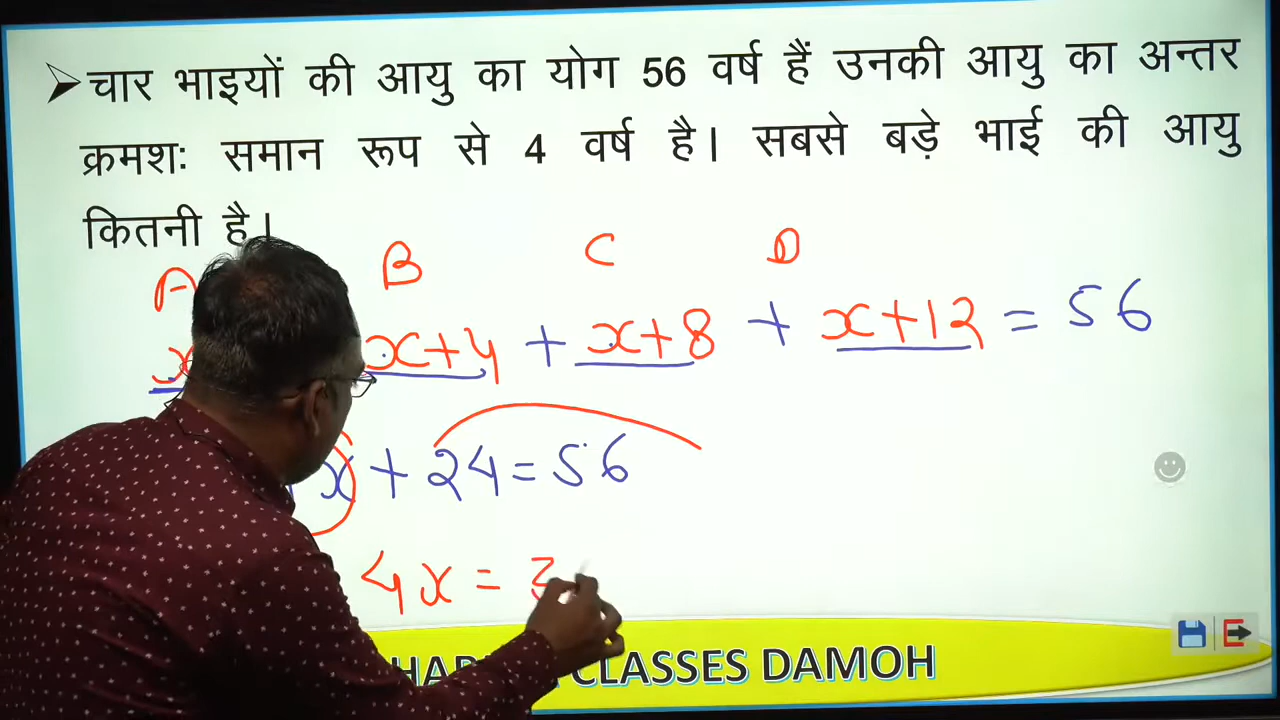 ➢चार भाइयों की आयु का योग 56 वर्ष हैं उनकी आयु का अन्तर
क्रमशः समान रूप से 4 वर्ष है। सबसे बड़े भाई की आयु
कितनी है।
A B C D
x x+4 + x+8 + x+12 = 56
x + 24 = 56
4x = 3
CLASSES DAMOH